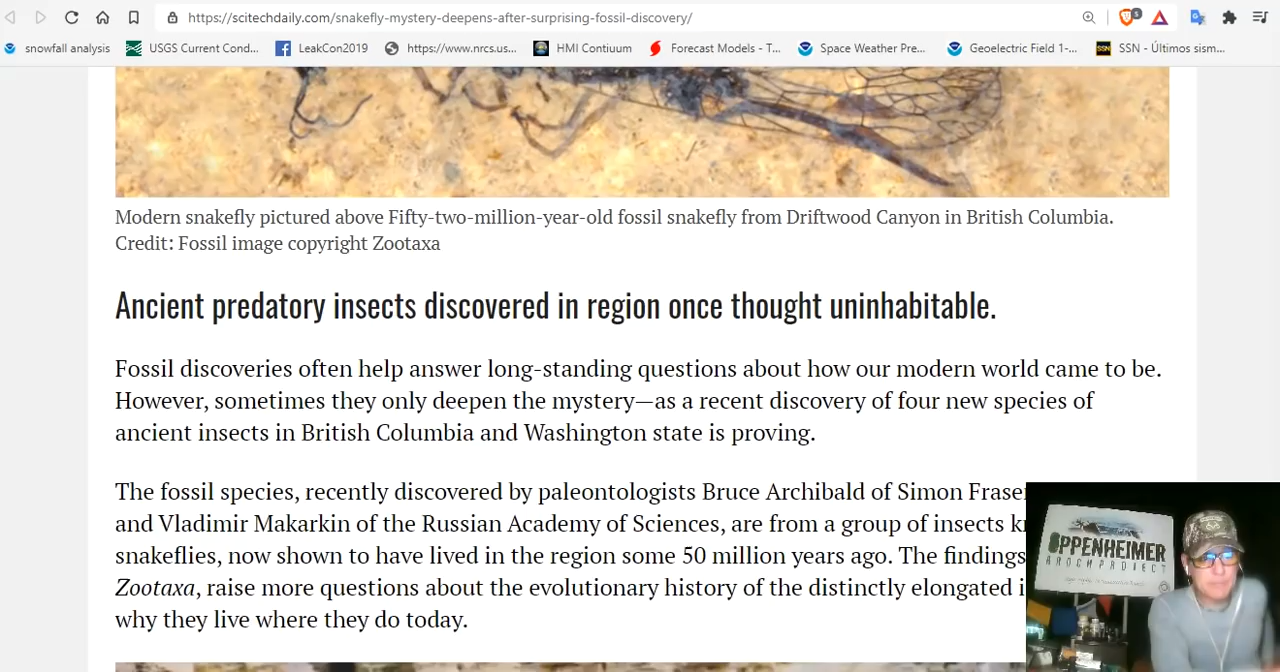 https://scitechdaily.com/snakefly-mystery-deepens-after-surprising-fossil-discovery/
5
snowfall analysis USGS Current Cond... LeakCon2019 https://www.nrcs.us... HMI Contiuum Forecast Models - T... Space Weather Pre... Geoelectric Field 1-... SSN SSN - Últimos sism...
Modern snakefly pictured above Fifty-two-million-year-old fossil snakefly from Driftwood Canyon in British Columbia.
Credit: Fossil image copyright Zootaxa
Ancient predatory insects discovered in region once thought uninhabitable.
Fossil discoveries often help answer long-standing questions about how our modern world came to be.
However, sometimes they only deepen the mystery—as a recent discovery of four new species of
ancient insects in British Columbia and Washington state is proving.
The fossil species, recently discovered by paleontologists Bruce Archibald of Simon Fraser
and Vladimir Makarkin of the Russian Academy of Sciences, are from a group of insects
snakeflies, now shown to have lived in the region some 50 million years ago. The findings
Zootaxa, raise more questions about the evolutionary history of the distinctly elongated
why they live where they do today.
OPPENHEIMER
PROJECT